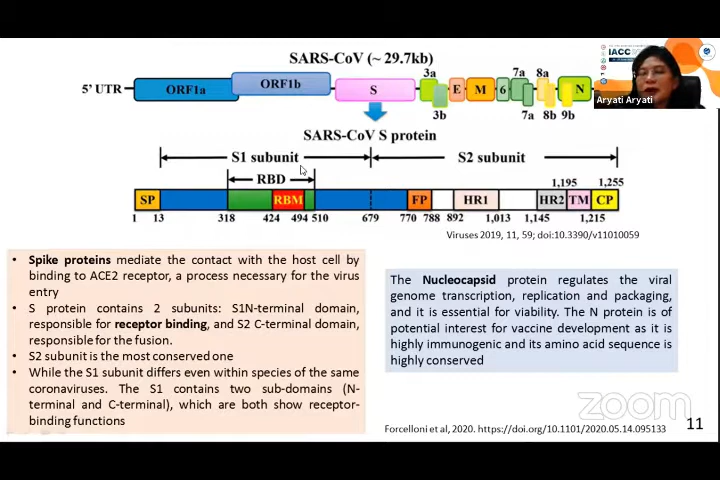 SARS-CoV (~ 29.7kb)
IACC
Aryati Aryati
5' UTR
ORF1a
ORF1b
S
3a
3b
E
M
6
7a
7a
8a
8b
9b
N
SARS-CoV S protein
S1 subunit
S2 subunit
RBD
1,195
1,255
SP
RBM
FP
HR1
HR2
TM
CP
1
13
318
424
494
510
679
770
788
892
1,013
1,145
1,215
Viruses 2019, 11, 59; doi:10.3390/v11010059
• Spike proteins mediate the contact with the host cell by
binding to ACE2 receptor, a process necessary for the virus
entry
• S protein contains 2 subunits: S1N-terminal domain,
responsible for receptor binding, and S2 C-terminal domain,
responsible for the fusion.
• S2 subunit is the most conserved one
• While the S1 subunit differs even within species of the same
coronaviruses. The S1 contains two sub-domains (N-
terminal and C-terminal), which are both show receptor-
binding functions
The Nucleocapsid protein regulates the viral
genome transcription, replication and packaging,
and it is essential for viability. The N protein is of
potential interest for vaccine development as it is
highly immunogenic and its amino acid sequence is
highly conserved
zoom
Forcelloni et al, 2020. https://doi.org/10.1101/2020.05.14.095133
11